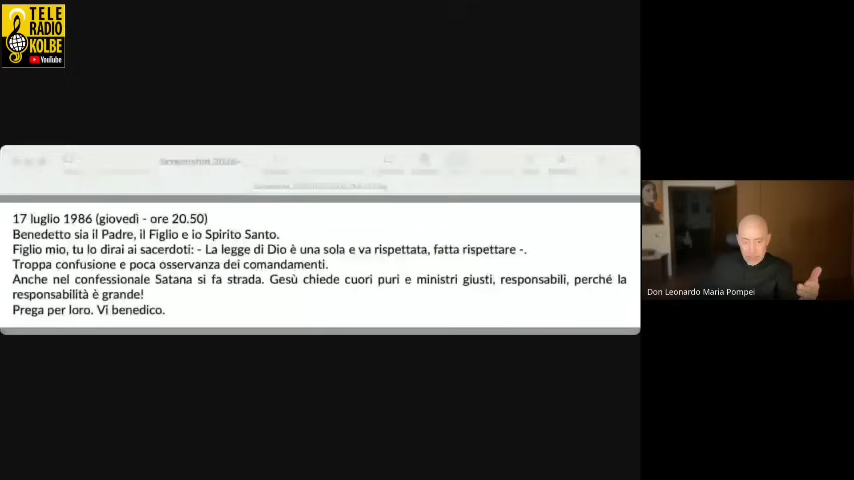 TELE
RADIO
KOLBE
YouTube
17 luglio 1986 (giovedì - ore 20.50)
Benedetto sia il Padre, il Figlio e io Spirito Santo.
Figlio mio, tu lo dirai ai sacerdoti: - La legge di Dio è una sola e va rispettata, fatta rispettare -.
Troppa confusione e poca osservanza dei comandamenti.
Anche nel confessionale Satana si fa strada. Gesù chiede cuori puri e ministri giusti, responsabili, perché la
responsabilità è grande!
Prega per loro. Vi benedico.
Don Leonardo Maria Pompei